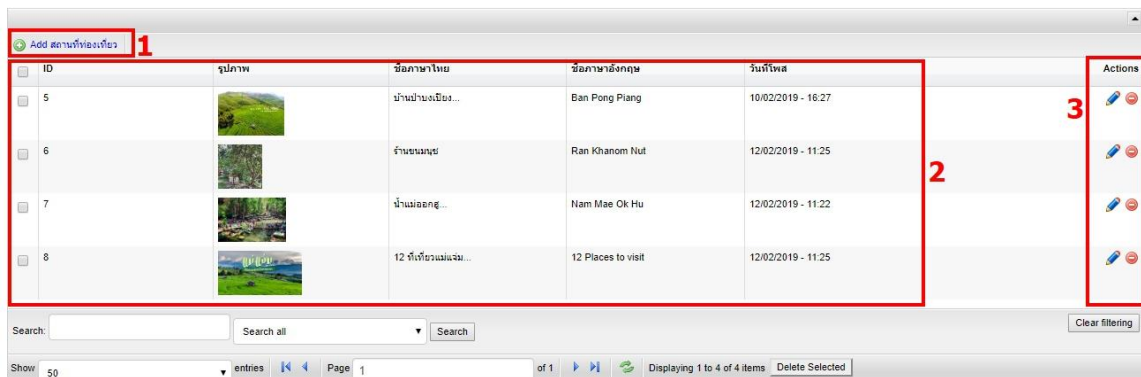 Add สถานที่ท่องเที่ยว
1
ID รูปภาพ ชื่อภาษาไทย ชื่อภาษาอังกฤษ วันที่โพส Actions
5 บ้านป่าบงเปียง... Ban Pong Piang 10/02/2019 - 16:27
3
6 ร้านขนมนุช Ran Khanom Nut 12/02/2019 - 11:25
2
7 น้ำแม่ออกฮู... Nam Mae Ok Hu 12/02/2019 - 11:22
8 12 ที่เที่ยวแม่แจ่ม... 12 Places to visit 12/02/2019 - 11:25
Search: Search all Search Clear filtering
Show 50 entries Page 1 of 1 Displaying 1 to 4 of 4 items Delete Selected